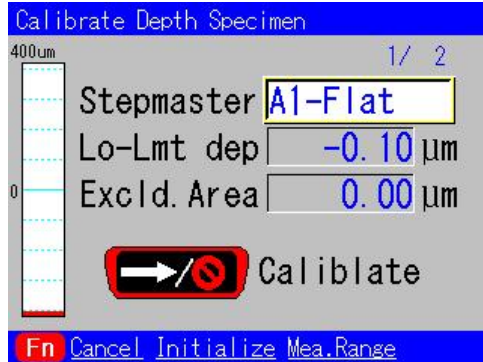 Calibrate Depth Specimen
400um
1/ 2
Stepmaster A1-Flat
Lo-Lmt dep -0.10 µm
0
Excld.Area 0.00 µm
Caliblate
Fn Cancel Initialize Mea.Range